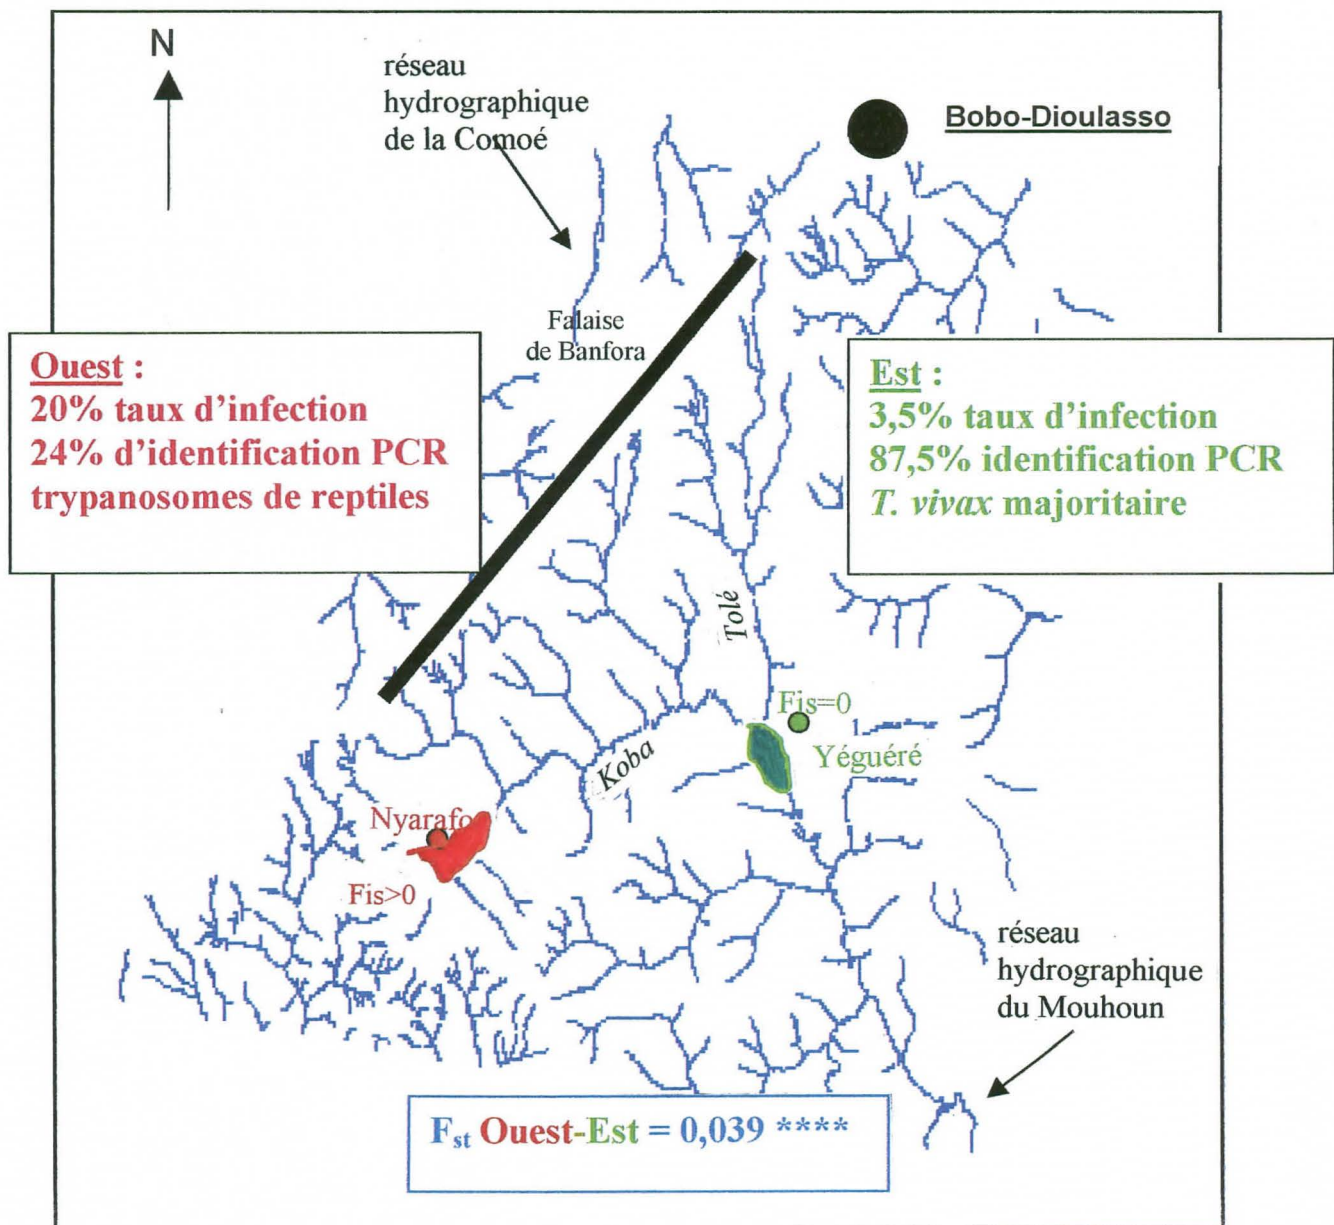 N
réseau
hydrographique
de la Comoé
Bobo-Dioulasso
Falaise
de Banfora
Ouest :
20% taux d'infection
24% d'identification PCR
trypanosomes de reptiles
Est :
3,5% taux d'infection
87,5% identification PCR
T. vivax majoritaire
Tolé
Fis=0
Koba
Yéguéré
Nyarafo
Fis>0
réseau
hydrographique
du Mouhoun
Fst Ouest-Est = 0,039 ****